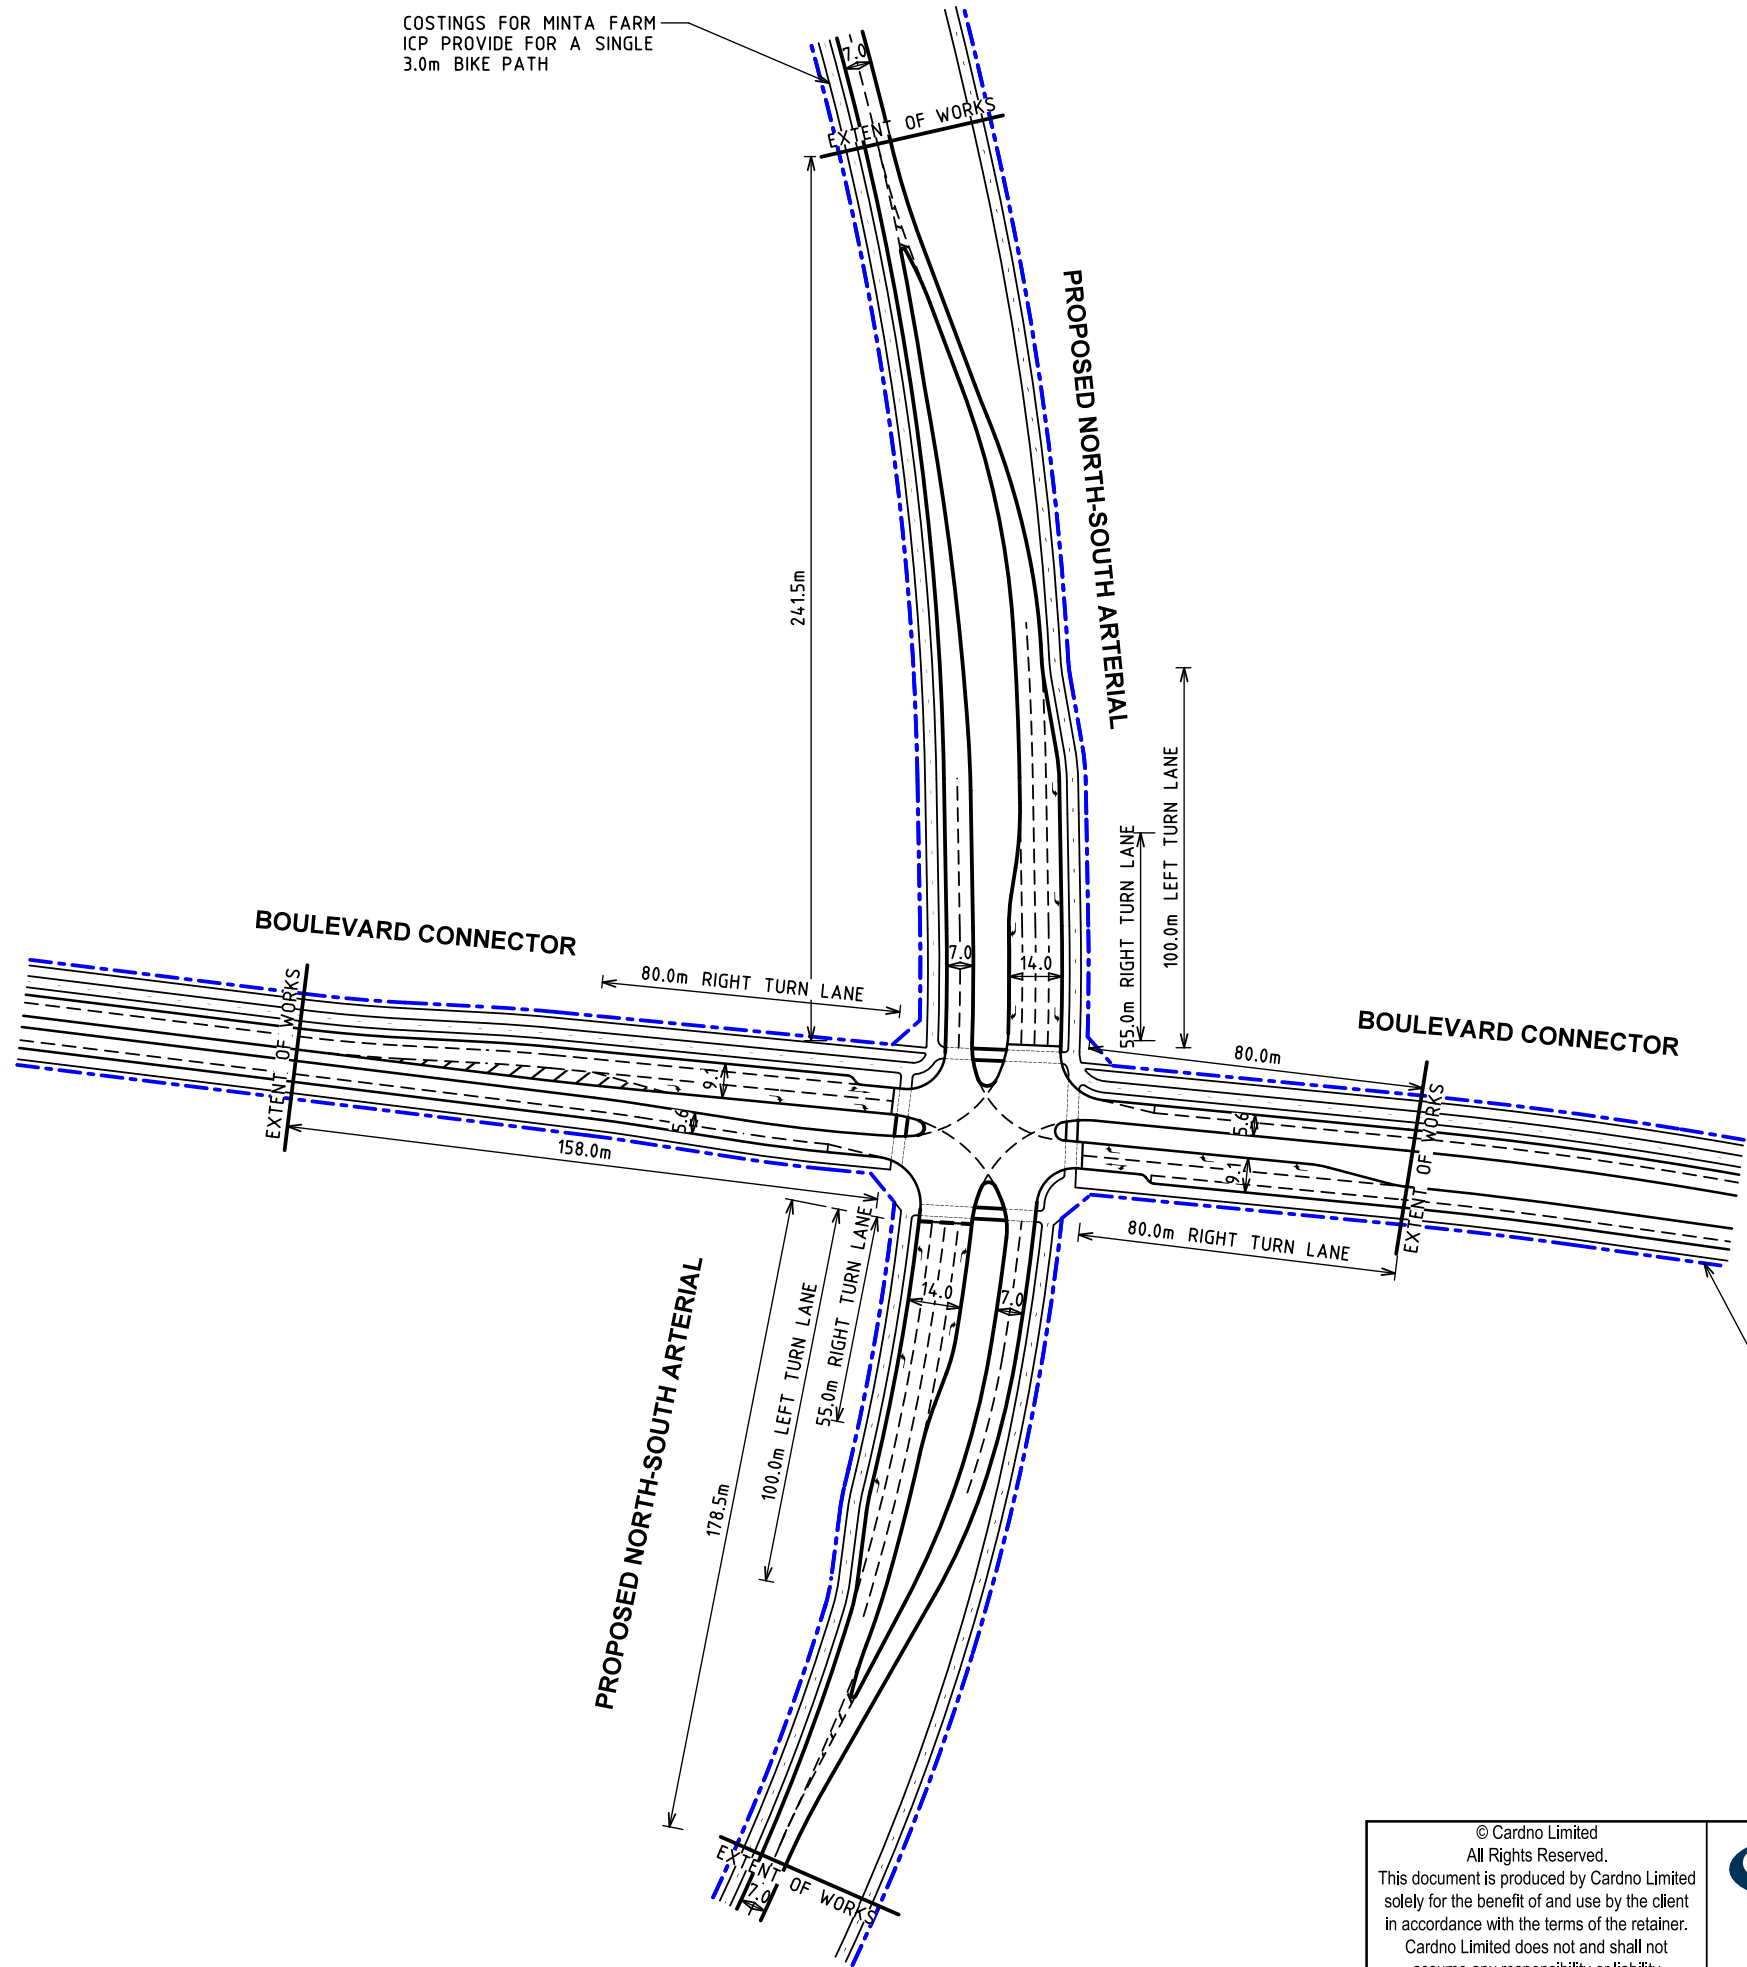 COSTINGS FOR MINTA FARM
ICP PROVIDE FOR A SINGLE
3.0m BIKE PATH
7.0
EXTENT OF WORKS
PROPOSED NORTH-SOUTH ARTERIAL
241.5m
100.0m LEFT TURN LANE
55.0m RIGHT TURN LANE
BOULEVARD CONNECTOR
80.0m RIGHT TURN LANE
7.0
14.0
BOULEVARD CONNECTOR
80.0m
EXTENT OF WORKS
9.1
5.6
158.0m
5.6
9.1
EXTENT OF WORKS
80.0m RIGHT TURN LANE
14.0
7.0
55.0m RIGHT TURN LANE
100.0m LEFT TURN LANE
178.5m
PROPOSED NORTH-SOUTH ARTERIAL
EXTENT OF WORKS
7.0
© Cardno Limited
All Rights Reserved.
This document is produced by Cardno Limited
solely for the benefit of and use by the client
in accordance with the terms of the retainer.
Cardno Limited does not and shall not
assume any responsibility or liability